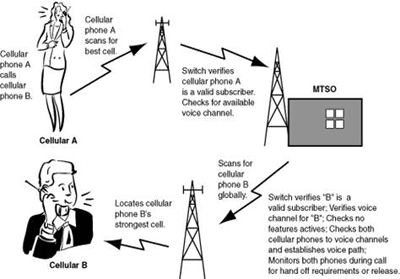 Cellular
phone A
calls
cellular
phone B.
Cellular
phone A
scans for
best cell.
Cellular A
Switch verifies
cellular phone A
is a valid subscriber.
Checks for available
voice channel.
MTSO
Scans for
cellular
phone B
globally.
Switch verifies "B" is a
valid subscriber; Verifies voice
channel for "B"; Checks no
features actives; Checks both
cellular phones to voice channels
and establishes voice path;
Monitors both phones during call
for hand off requirements or release.
Locates cellular
phone B's
strongest cell.
Cellular B